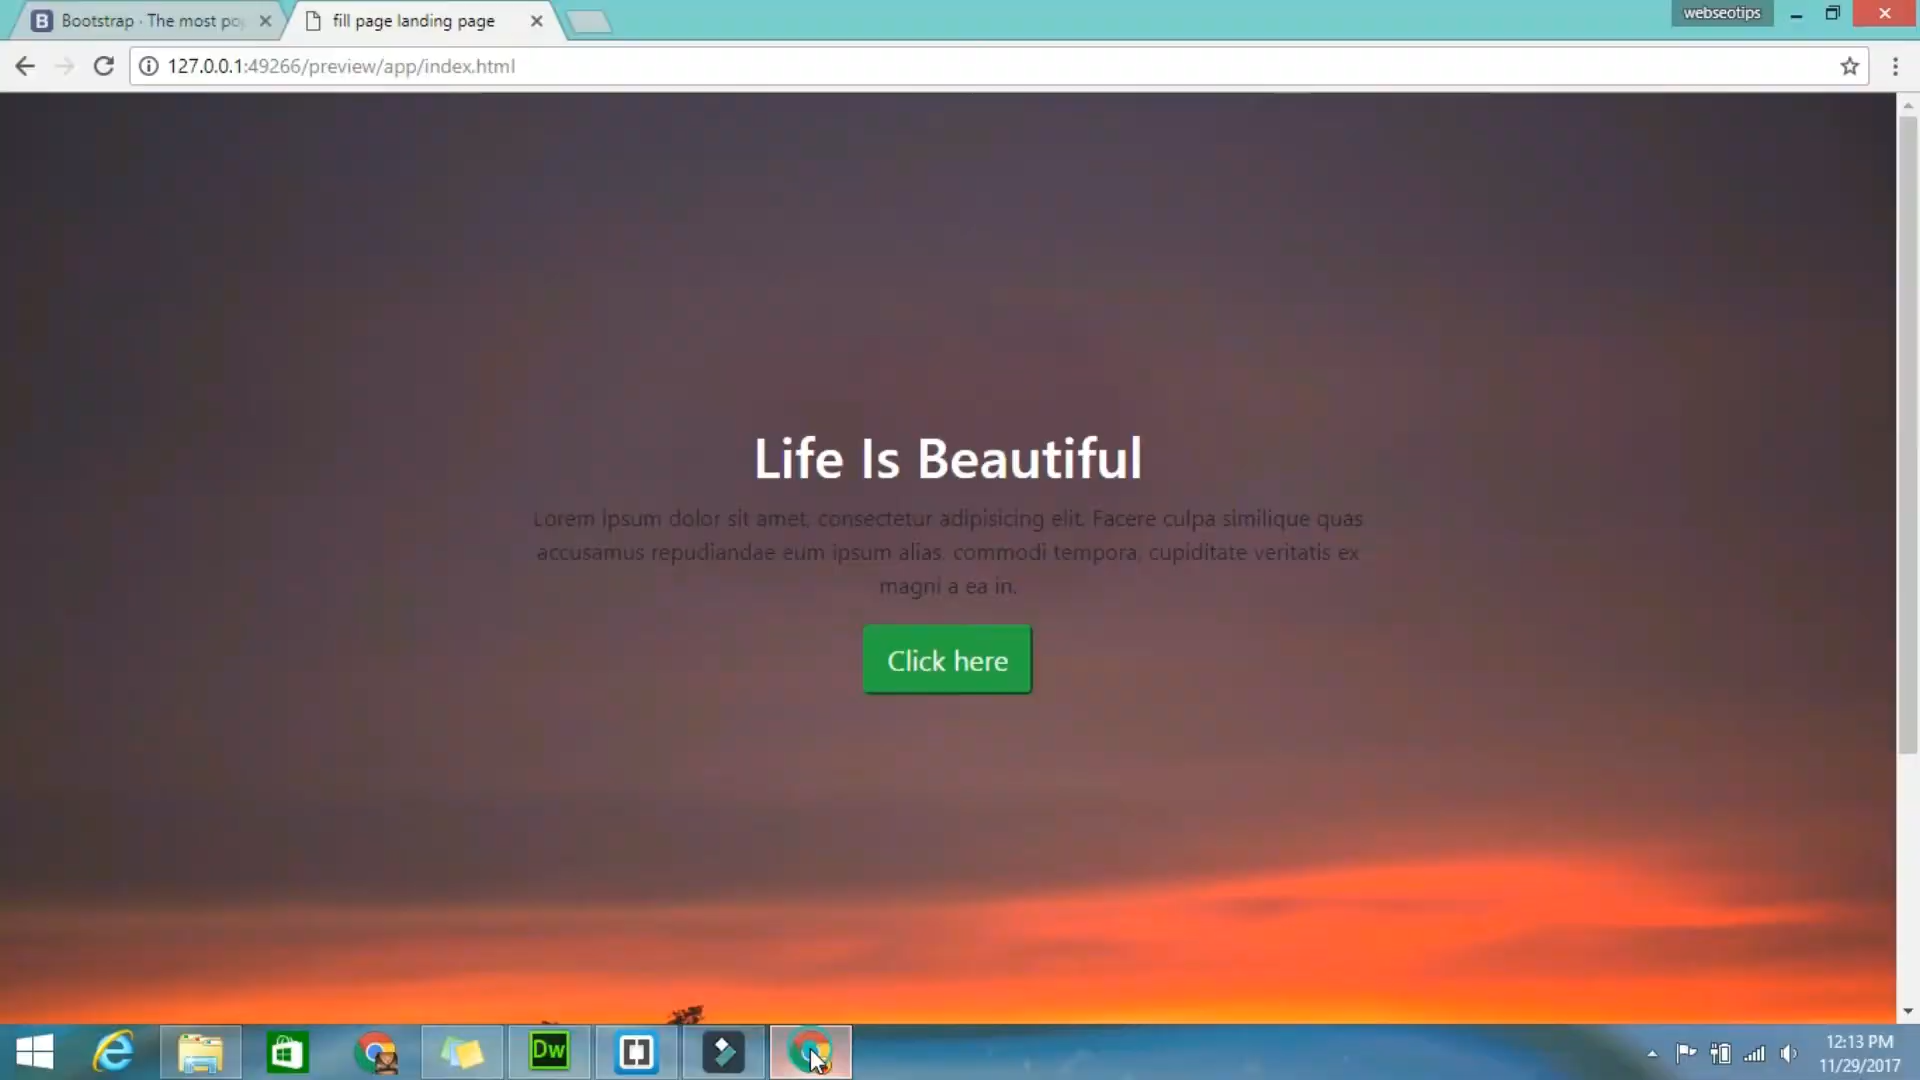 Bootstrap · The most po
fill page landing page
webseotips
127.0.0.1:49266/preview/app/index.html
Life Is Beautiful
Lorem ipsum dolor sit amet, consectetur adipisicing elit. Facere culpa similique quas
accusamus repudiandae eum ipsum alias. commodi tempora, cupiditate veritatis ex
magni a ea in.
Click here
Dw
12:13 PM
11/29/2017